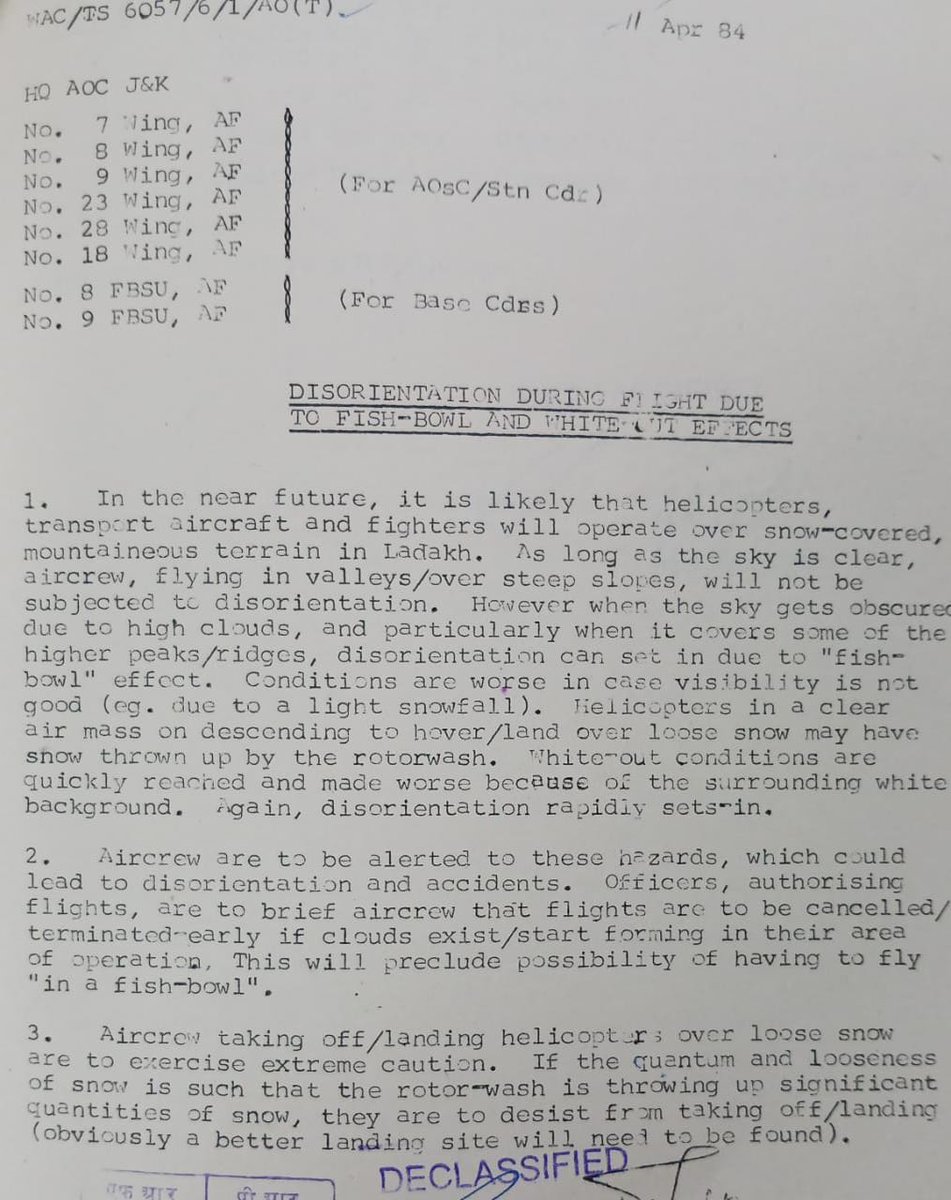 WAC/TS 6057/6/1/AO(T).
11 Apr 84
HQ AOC J&K
No. 7 Wing, AF
No. 8 Wing, AF
No. 9 Wing, AF
No. 23 Wing, AF
No. 28 Wing, AF
No. 18 Wing, AF
(For AOsC/Stn Cdr)
No. 8 FBSU, AF
No. 9 FBSU, AF
(For Base Cdrs)
DISORIENTATION DURING FLIGHT DUE
TO FISH-BOWL AND WHITE-OUT EFFECTS
1. In the near future, it is likely that helicopters,
transport aircraft and fighters will operate over snow-covered,
mountaineous terrain in Ladakh. As long as the sky is clear,
aircrew, flying in valleys/over steep slopes, will not be
subjected to disorientation. However when the sky gets obscured
due to high clouds, and particularly when it covers some of the
higher peaks/ridges, disorientation can set in due to "fish-
bowl" effect. Conditions are worse in case visibility is not
good (eg. due to a light snowfall). Helicopters in a clear
air mass on descending to hover/land over loose snow may have
snow thrown up by the rotorwash. White-out conditions are
quickly reached and made worse because of the surrounding white
background. Again, disorientation rapidly sets-in.
2. Aircrew are to be alerted to these hazards, which could
lead to disorientation and accidents. Officers, authorising
flights, are to brief aircrew that flights are to be cancelled/
terminated-early if clouds exist/start forming in their area
of operation, This will preclude possibility of having to fly
"in a fish-bowl".
3. Aircrew taking off/landing helicopters over loose snow
are to exercise extreme caution. If the quantum and looseness
of snow is such that the rotor-wash is throwing up significant
quantities of snow, they are to desist from taking off/landing
(obviously a better landing site will need to be found).
DECLASSIFIED